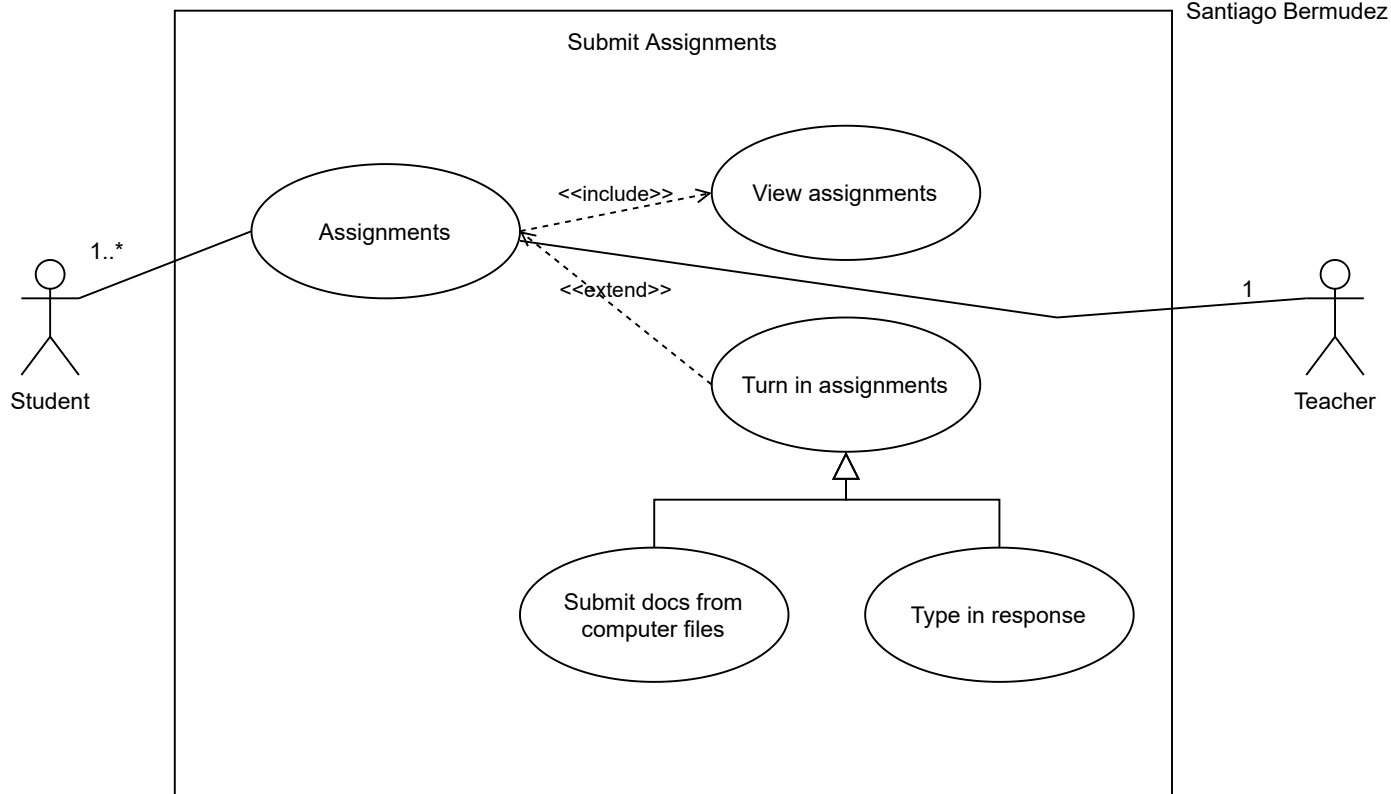 Santiago Bermudez
Submit Assignments
View assignments
<<include>>
Assignments
1..*
<<extend>>
1
Turn in assignments
Student
Teacher
Submit docs from
computer files
Type in response